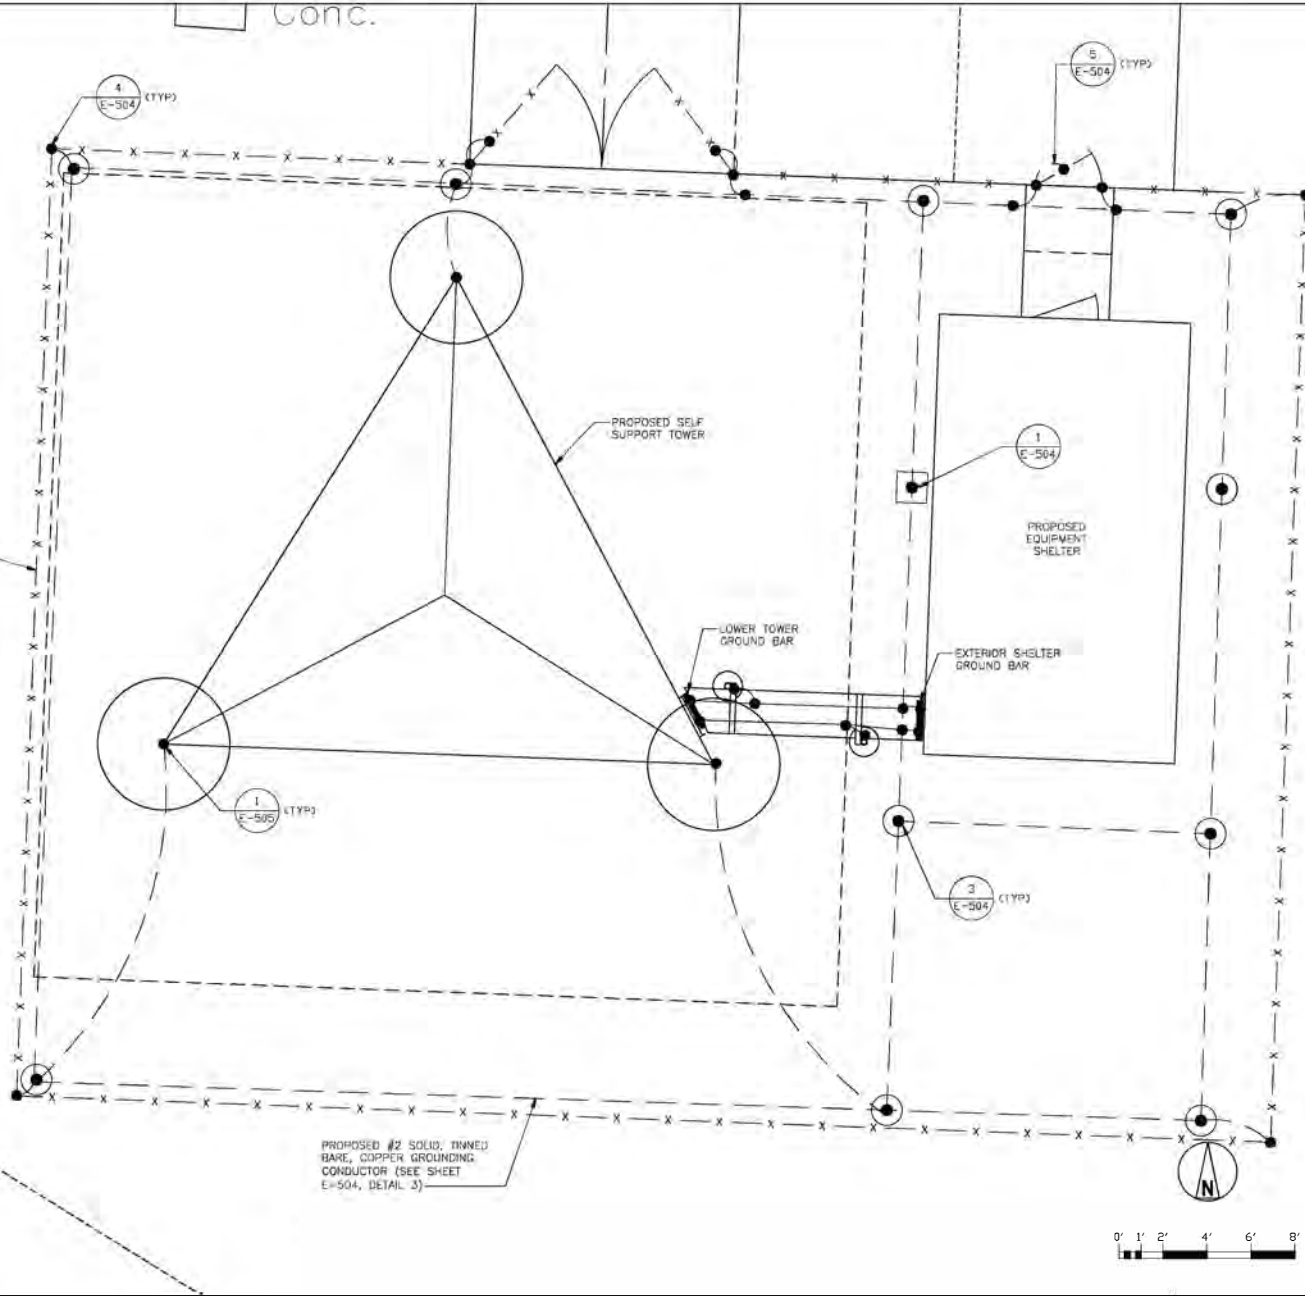 Conc.
4
E-504 (TYP)
5
E-504 (TYP)
PROPOSED SELF
SUPPORT TOWER
1
E-504
PROPOSED
EQUIPMENT
SHELTER
LOWER TOWER
GROUND BAR
EXTERIOR SHELTER
GROUND BAR
1
E-505 (TYP)
3
E-504 (TYP)
PROPOSED #2 SOLID, TINNED
BARE, COPPER GROUNDING
CONDUCTOR (SEE SHEET
E-504, DETAIL 3)
N
0' 1' 2' 4' 6' 8'